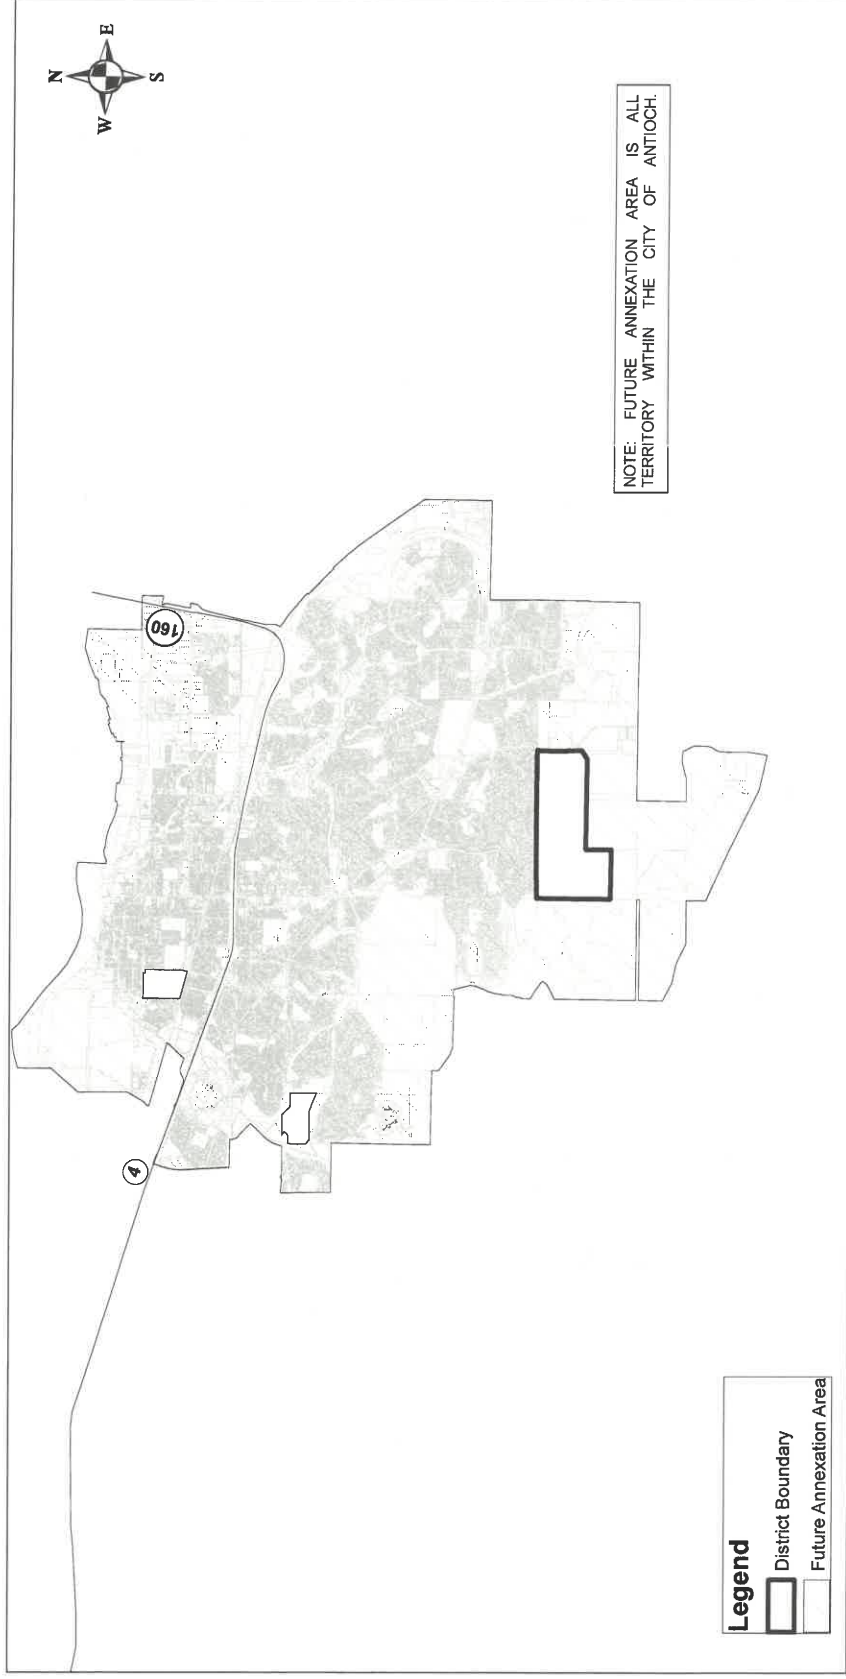 N
W
E
S
160
4
NOTE: FUTURE ANNEXATION AREA IS ALL
TERRITORY WITHIN THE CITY OF ANTIOCH.
Legend
District Boundary
Future Annexation Area